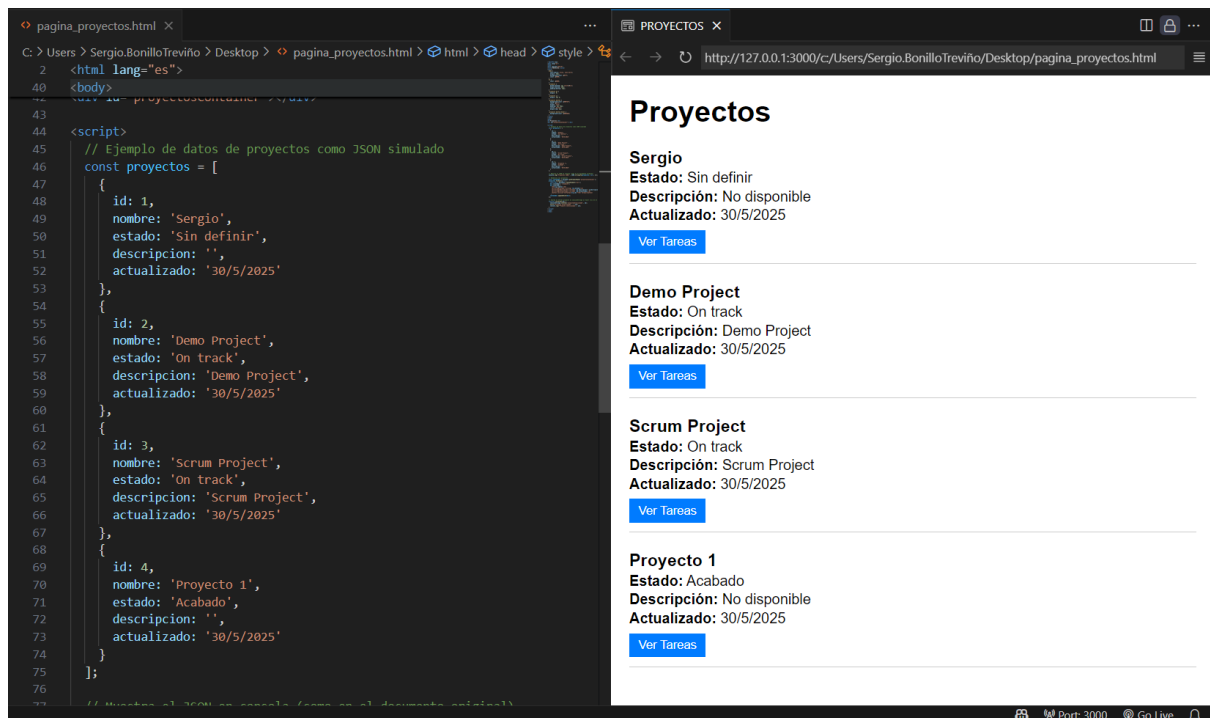 pagina_proyectos.html
C: > Users > Sergio.BonilloTreviño > Desktop > pagina_proyectos.html > html > head > style >
2 <html lang="es">
40 <body>
43
44 <script>
45 // Ejemplo de datos de proyectos como JSON simulado
46 const proyectos = [
47 {
48 id: 1,
49 nombre: 'Sergio',
50 estado: 'Sin definir',
51 descripcion: '',
52 actualizado: '30/5/2025'
53 },
54 {
55 id: 2,
56 nombre: 'Demo Project',
57 estado: 'On track',
58 descripcion: 'Demo Project',
59 actualizado: '30/5/2025'
60 },
61 {
62 id: 3,
63 nombre: 'Scrum Project',
64 estado: 'On track',
65 descripcion: 'Scrum Project',
66 actualizado: '30/5/2025'
67 },
68 {
69 id: 4,
70 nombre: 'Proyecto 1',
71 estado: 'Acabado',
72 descripcion: '',
73 actualizado: '30/5/2025'
74 }
75 ];
76
PROYECTOS
http://127.0.0.1:3000/c:/Users/Sergio.BonilloTreviño/Desktop/pagina_proyectos.html
Proyectos
Sergio
Estado: Sin definir
Descripción: No disponible
Actualizado: 30/5/2025
Ver Tareas
Demo Project
Estado: On track
Descripción: Demo Project
Actualizado: 30/5/2025
Ver Tareas
Scrum Project
Estado: On track
Descripción: Scrum Project
Actualizado: 30/5/2025
Ver Tareas
Proyecto 1
Estado: Acabado
Descripción: No disponible
Actualizado: 30/5/2025
Ver Tareas
Port: 3000 Go Live